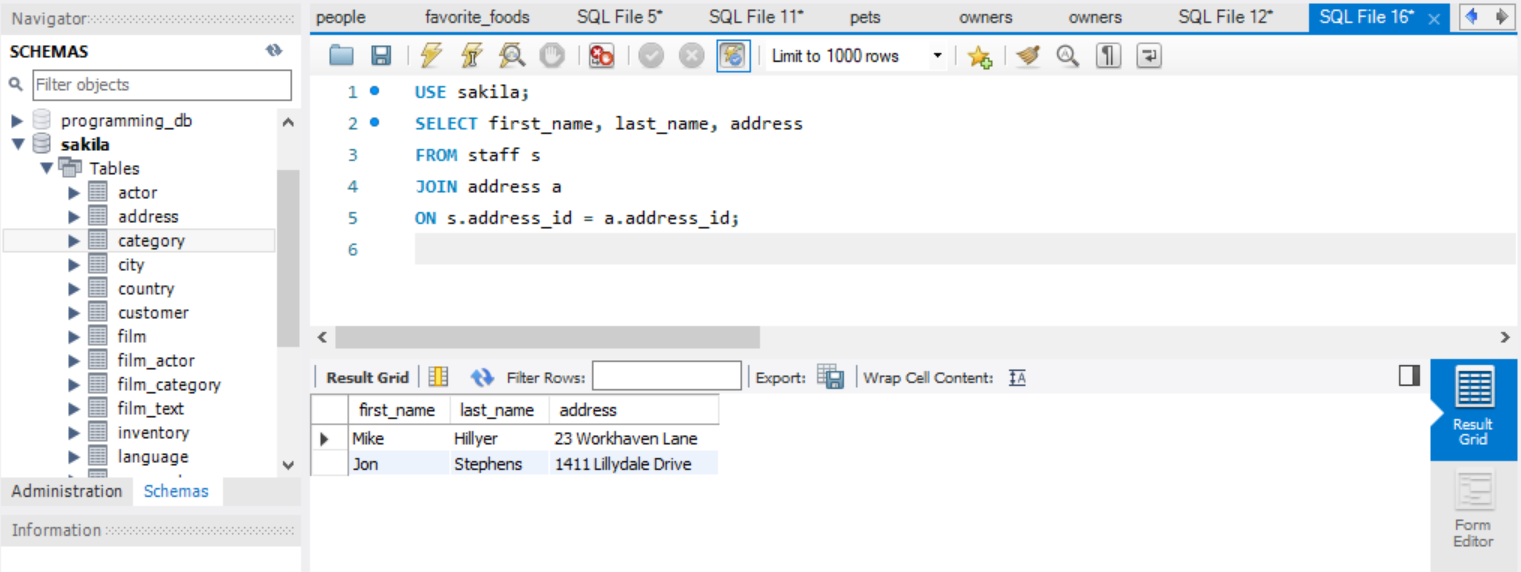 Navigator
people favorite_foods SQL File 5* SQL File 11* pets owners owners SQL File 12* SQL File 16*
SCHEMAS
Limit to 1000 rows
Filter objects
programming_db
sakila
Tables
actor
address
category
city
country
customer
film
film_actor
film_category
film_text
inventory
language
Administration Schemas
Information
1 USE sakila;
2 SELECT first_name, last_name, address
3 FROM staff s
4 JOIN address a
5 ON s.address_id = a.address_id;
6
Result Grid Filter Rows: Export: Wrap Cell Content: IA
first_name last_name address
Mike Hillyer 23 Workhaven Lane
Jon Stephens 1411 Lillydale Drive
Result
Grid
Form
Editor